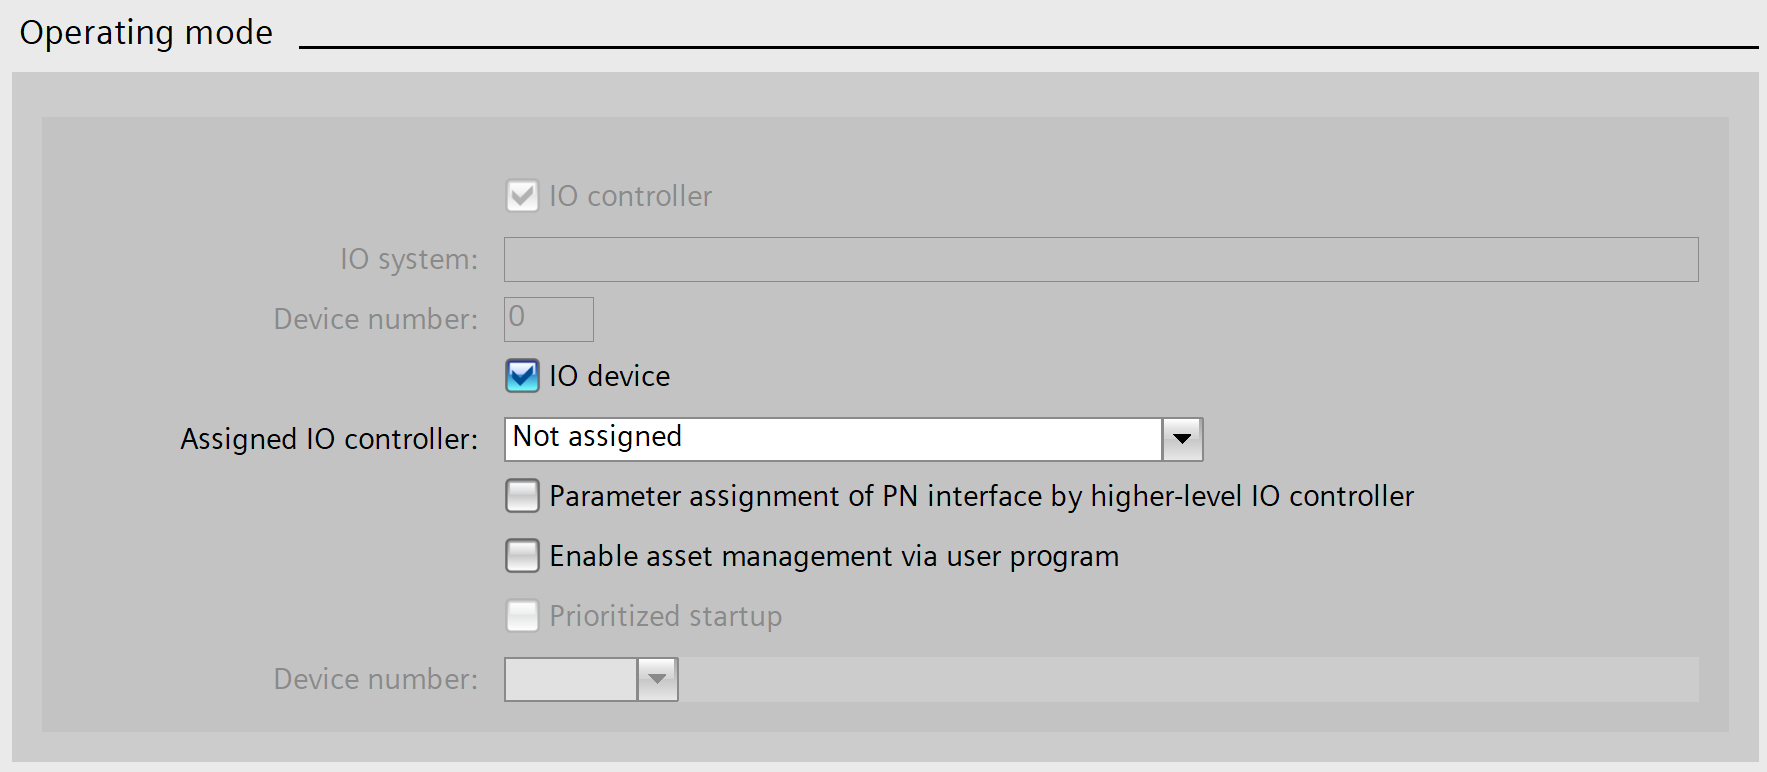 Operating mode
IO controller
IO system:
Device number: 0
IO device
Assigned IO controller: Not assigned
Parameter assignment of PN interface by higher-level IO controller
Enable asset management via user program
Prioritized startup
Device number: